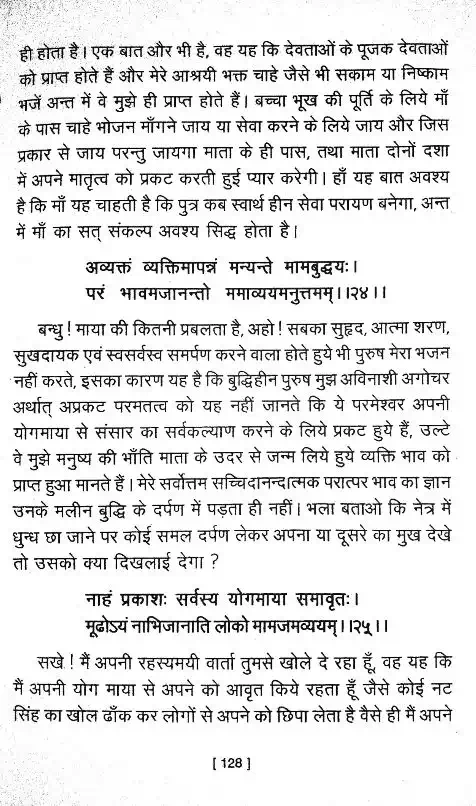 ही होता है। एक बात और भी है, वह यह कि देवताओं के पूजक देवताओं
को प्राप्त होते हैं और मेरे आश्रयी भक्त चाहे जैसे भी सकाम या निष्काम
भजें अन्त में वे मुझे ही प्राप्त होते हैं। बच्चा भूख की पूर्ति के लिये माँ
के पास चाहे भोजन माँगने जाय या सेवा करने के लिये जाय और जिस
प्रकार से जाय परन्तु जायगा माता के ही पास, तथा माता दोनों दशा
में अपने मातृत्व को प्रकट करती हुई प्यार करेगी। हाँ यह बात अवश्य
है कि माँ यह चाहती है कि पुत्र कब स्वार्थ हीन सेवा परायण बनेगा, अन्त
में माँ का सत् संकल्प अवश्य सिद्ध होता है।
अव्यक्तं व्यक्तिमापन्नं मन्यन्ते मामबुद्धयः।
परं भावमजानन्तो ममाव्ययमनुत्तमम्।।२४।।
बन्धु! माया की कितनी प्रबलता है, अहो! सबका सुहृद, आत्मा शरण,
सुखदायक एवं स्वसर्वस्व समर्पण करने वाला होते हुये भी पुरुष मेरा भजन
नहीं करते, इसका कारण यह है कि बुद्धिहीन पुरुष मुझ अविनाशी अगोचर
अर्थात् अप्रकट परमतत्व को यह नहीं जानते कि ये परमेश्वर अपनी
योगमाया से संसार का सर्वकल्याण करने के लिये प्रकट हुये हैं, उल्टे
वे मुझे मनुष्य की भाँति माता के उदर से जन्म लिये हुये व्यक्ति भाव को
प्राप्त हुआ मानते हैं। मेरे सर्वोत्तम सच्चिदानन्दात्मक परात्पर भाव का ज्ञान
उनके मलीन बुद्धि के दर्पण में पड़ता ही नहीं। भला बताओ कि नेत्र में
धुन्ध छा जाने पर कोई समल दर्पण लेकर अपना या दूसरे का मुख देखे
तो उसको क्या दिखलाई देगा?
नाहं प्रकाशः सर्वस्य योगमाया समावृतः।
मूढोऽयं नाभिजानाति लोको मामजमव्ययम्।।२५।।
सखे! मैं अपनी रहस्यमयी वार्ता तुमसे खोले दे रहा हूँ, वह यह कि
मैं अपनी योग माया से अपने को आवृत किये रहता हूँ जैसे कोई नट
सिंह का खोल ढाँक कर लोगों से अपने को छिपा लेता है वैसे ही मैं अपने
[ 128 ]